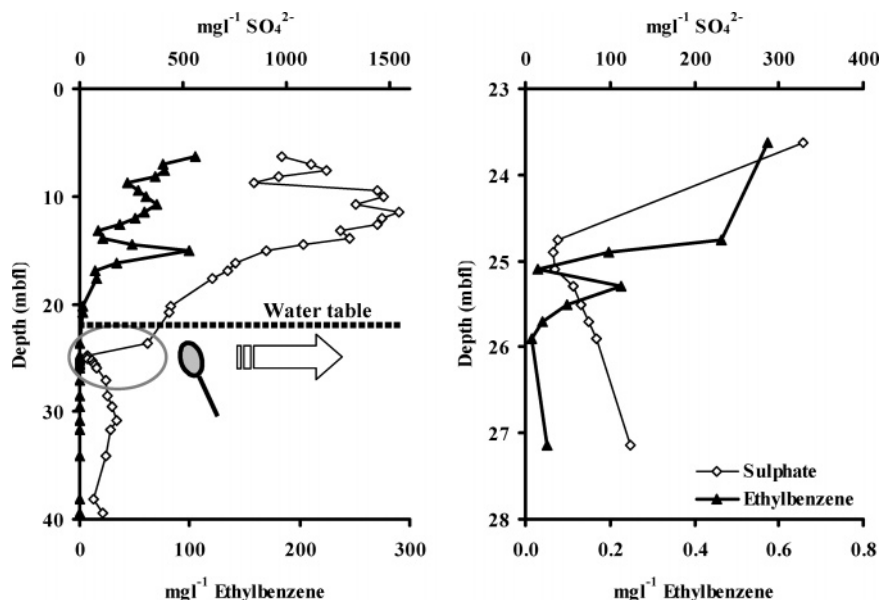 mgl⁻¹ SO₄²⁻
0 500 1000 1500
0
10
20
30
40
Depth (mbfl)
Water table
0 100 200 300
mgl⁻¹ Ethylbenzene
mgl⁻¹ SO₄²⁻
0 100 200 300 400
23
24
25
26
27
28
Depth (mbfl)
Sulphate
Ethylbenzene
0.0 0.2 0.4 0.6 0.8
mgl⁻¹ Ethylbenzene